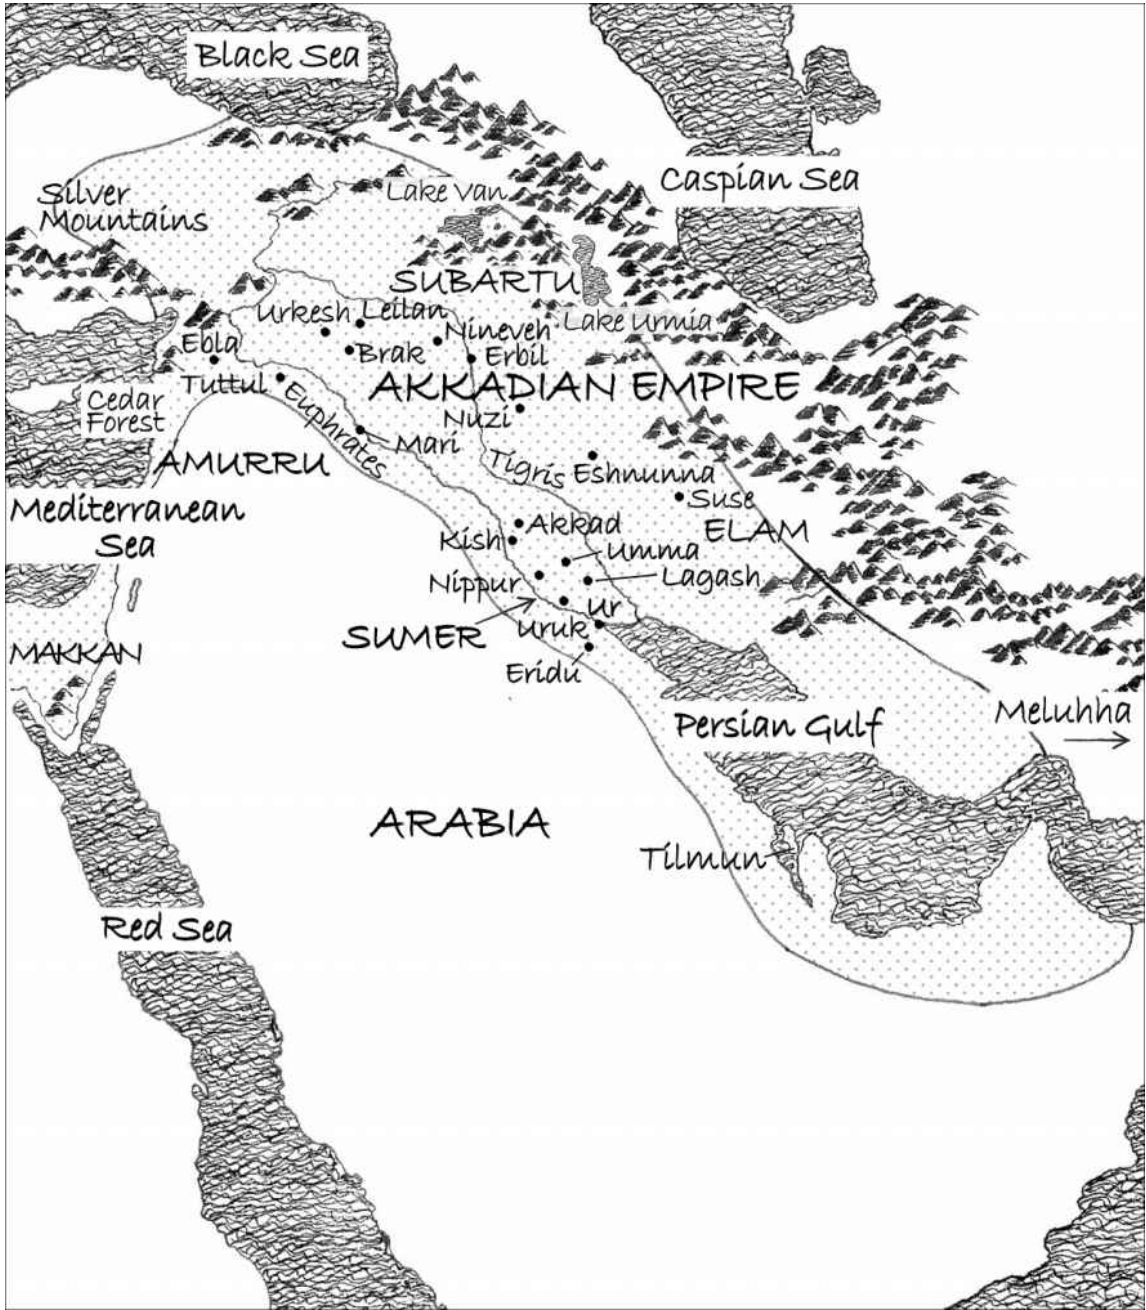 Black Sea
Caspian Sea
Silver
Mountains
Lake Van
SUBARTU
Urkesh
Leilan
Nineveh
Lake Urmia
Ebla
Brak
Erbil
Tuttul
AKKADIAN EMPIRE
Cedar
Forest
Euphrates
Nuzi
Mari
AMURRU
Tigris
Eshnunna
Suse
Mediterranean
Sea
Akkad
ELAM
Kish
Umma
Nippur
Lagash
Ur
SUMER
Uruk
MAKKAN
Eridu
Meluhha
Persian Gulf
ARABIA
Tilmun
Red Sea